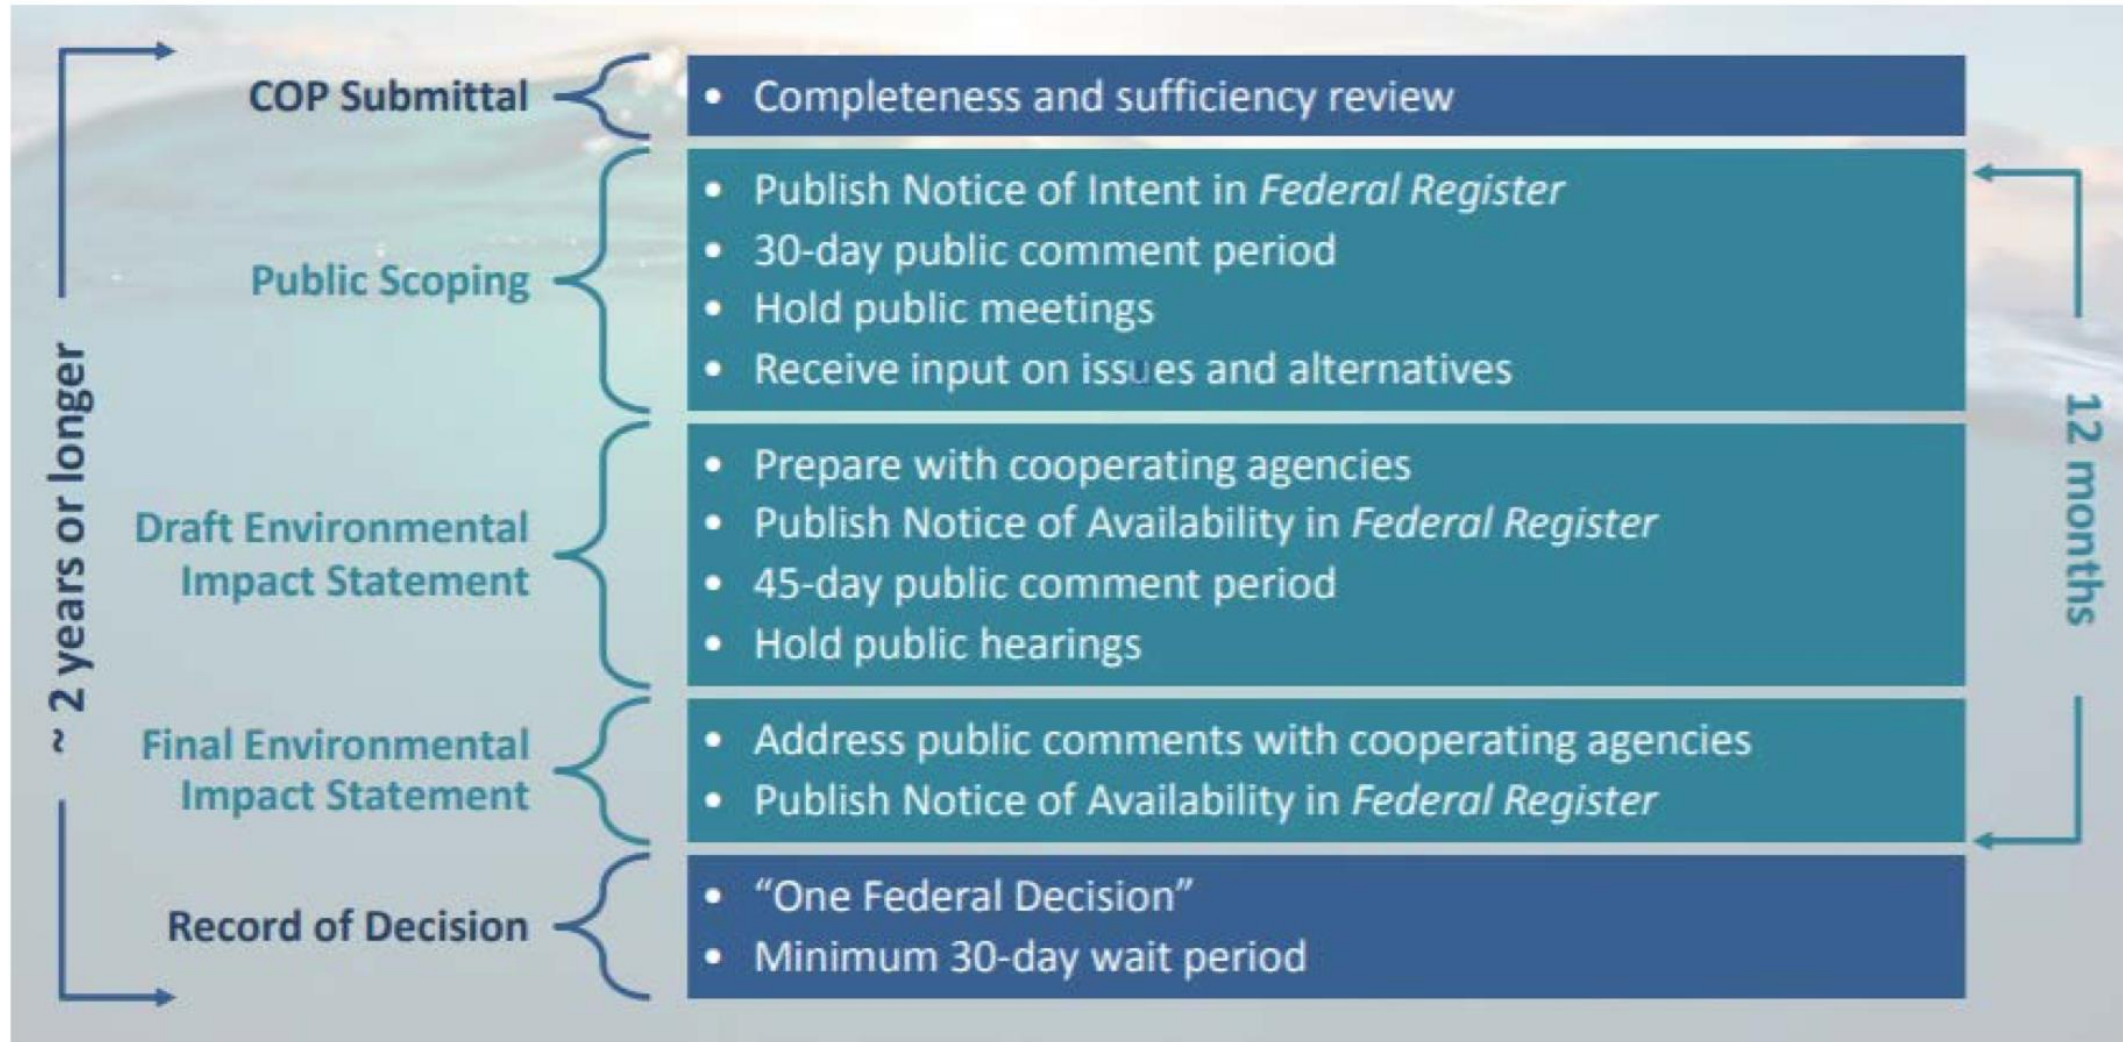 COP Submittal
• Completeness and sufficiency review
Public Scoping
• Publish Notice of Intent in Federal Register
• 30-day public comment period
• Hold public meetings
• Receive input on issues and alternatives
Draft Environmental
Impact Statement
• Prepare with cooperating agencies
• Publish Notice of Availability in Federal Register
• 45-day public comment period
• Hold public hearings
Final Environmental
Impact Statement
• Address public comments with cooperating agencies
• Publish Notice of Availability in Federal Register
Record of Decision
• “One Federal Decision”
• Minimum 30-day wait period
~ 2 years or longer
12 months